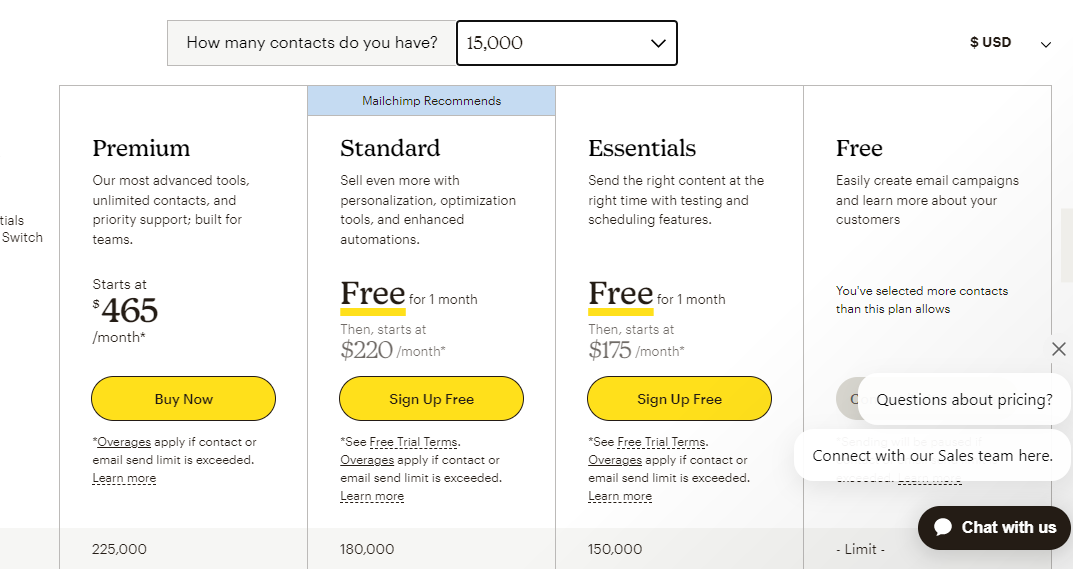 How many contacts do you have?
15,000
$ USD
tials
Switch
Premium
Our most advanced tools,
unlimited contacts, and
priority support; built for
teams.
Starts at
$465
/month*
Buy Now
*Overages apply if contact or
email send limit is exceeded.
Learn more
225,000
Mailchimp Recommends
Standard
Sell even more with
personalization, optimization
tools, and enhanced
automations.
Free for 1 month
Then, starts at
$220 /month*
Sign Up Free
*See Free Trial Terms.
Overages apply if contact or
email send limit is exceeded.
Learn more
180,000
Essentials
Send the right content at the
right time with testing and
scheduling features.
Free for 1 month
Then, starts at
$175 /month*
Sign Up Free
*See Free Trial Terms.
Overages apply if contact or
email send limit is exceeded.
Learn more
150,000
Free
Easily create email campaigns
and learn more about your
customers
You've selected more contacts
than this plan allows
Questions about pricing?
Connect with our Sales team here.
Chat with us
- Limit -